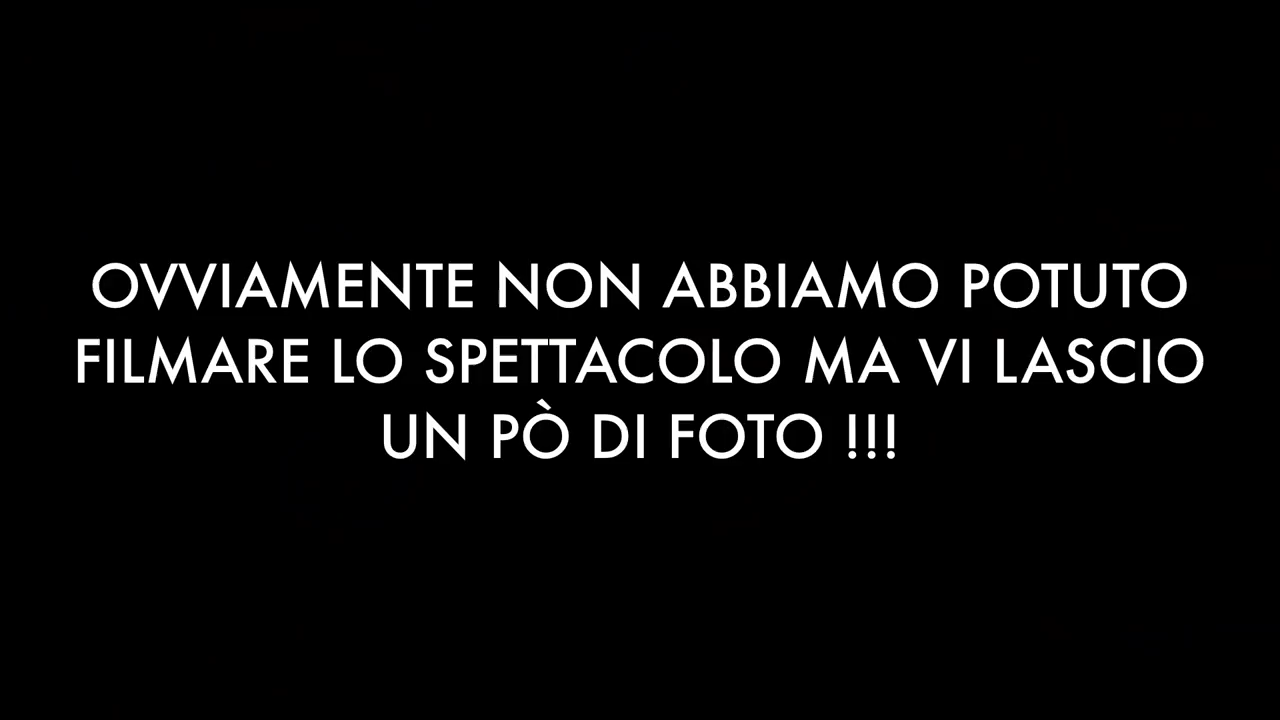 OVVIAMENTE NON ABBIAMO POTUTO
FILMARE LO SPETTACOLO MA VI LASCIO
UN PÒ DI FOTO !!!